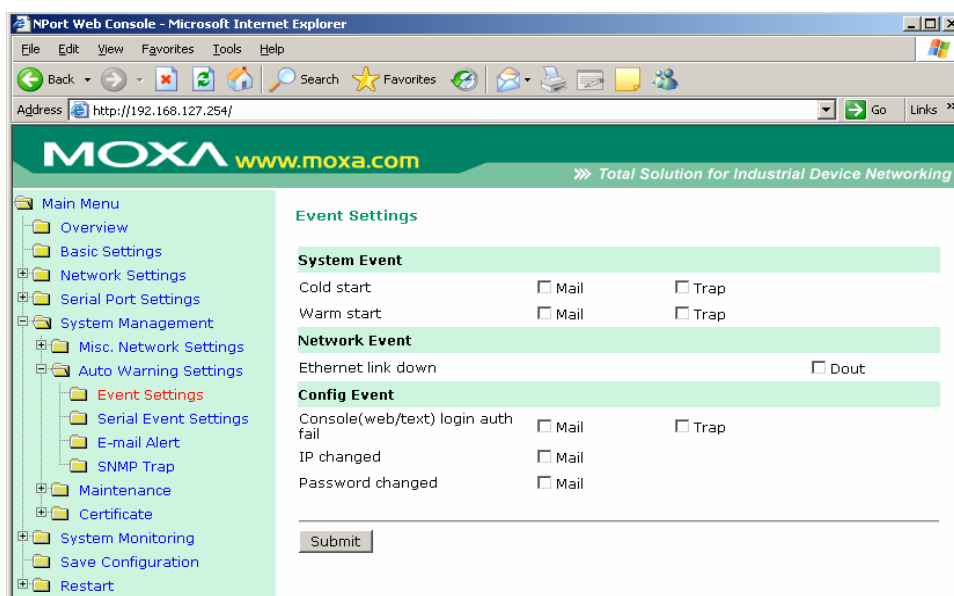 NPort Web Console - Microsoft Internet Explorer
File Edit View Favorites Tools Help
Back Search Favorites
Address http://192.168.127.254/ Go Links »
MOXA www.moxa.com
Total Solution for Industrial Device Networking
Main Menu
Overview
Basic Settings
Network Settings
Serial Port Settings
System Management
Misc. Network Settings
Auto Warning Settings
Event Settings
Serial Event Settings
E-mail Alert
SNMP Trap
Maintenance
Certificate
System Monitoring
Save Configuration
Restart
Event Settings
System Event
Cold start Mail Trap
Warm start Mail Trap
Network Event
Ethernet link down Dout
Config Event
Console(web/text) login auth
fail Mail Trap
IP changed Mail
Password changed Mail
Submit